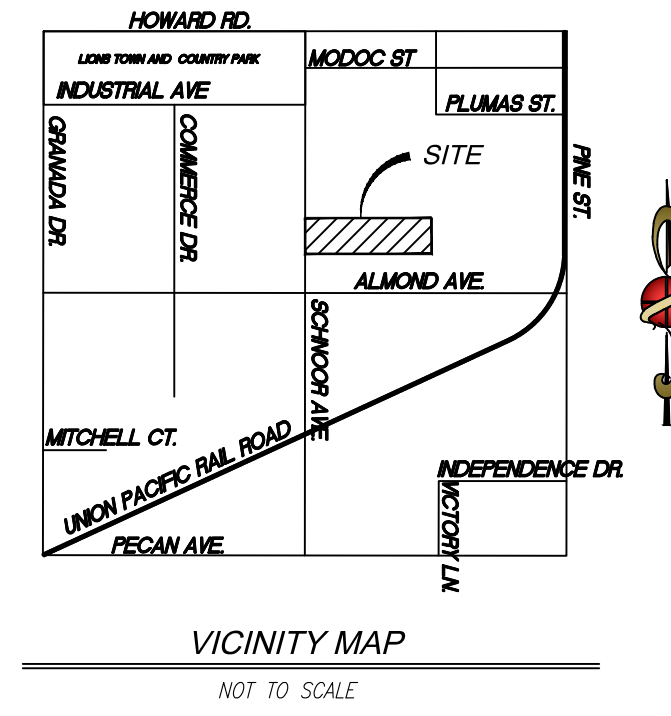 HOWARD RD.
LIONS TOWN AND COUNTRY PARK
MODOC ST
INDUSTRIAL AVE
PLUMAS ST.
GRANADA DR.
COMMERCE DR.
SITE
PINE ST.
ALMOND AVE.
SCHNOOR AVE.
MITCHELL CT.
UNION PACIFIC RAIL ROAD
INDEPENDENCE DR.
VICTORY LN.
PECAN AVE.
VICINITY MAP
NOT TO SCALE